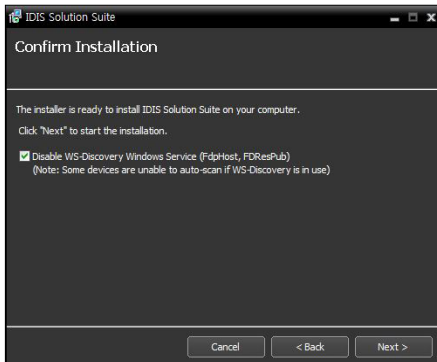 IDIS Solution Suite
Confirm Installation
The installer is ready to install IDIS Solution Suite on your computer.
Click "Next" to start the installation.
Disable WS-Discovery Windows Service (FdpHost, FDResPub)
(Note: Some devices are unable to auto-scan if WS-Discovery is in use)
Cancel
< Back
Next >